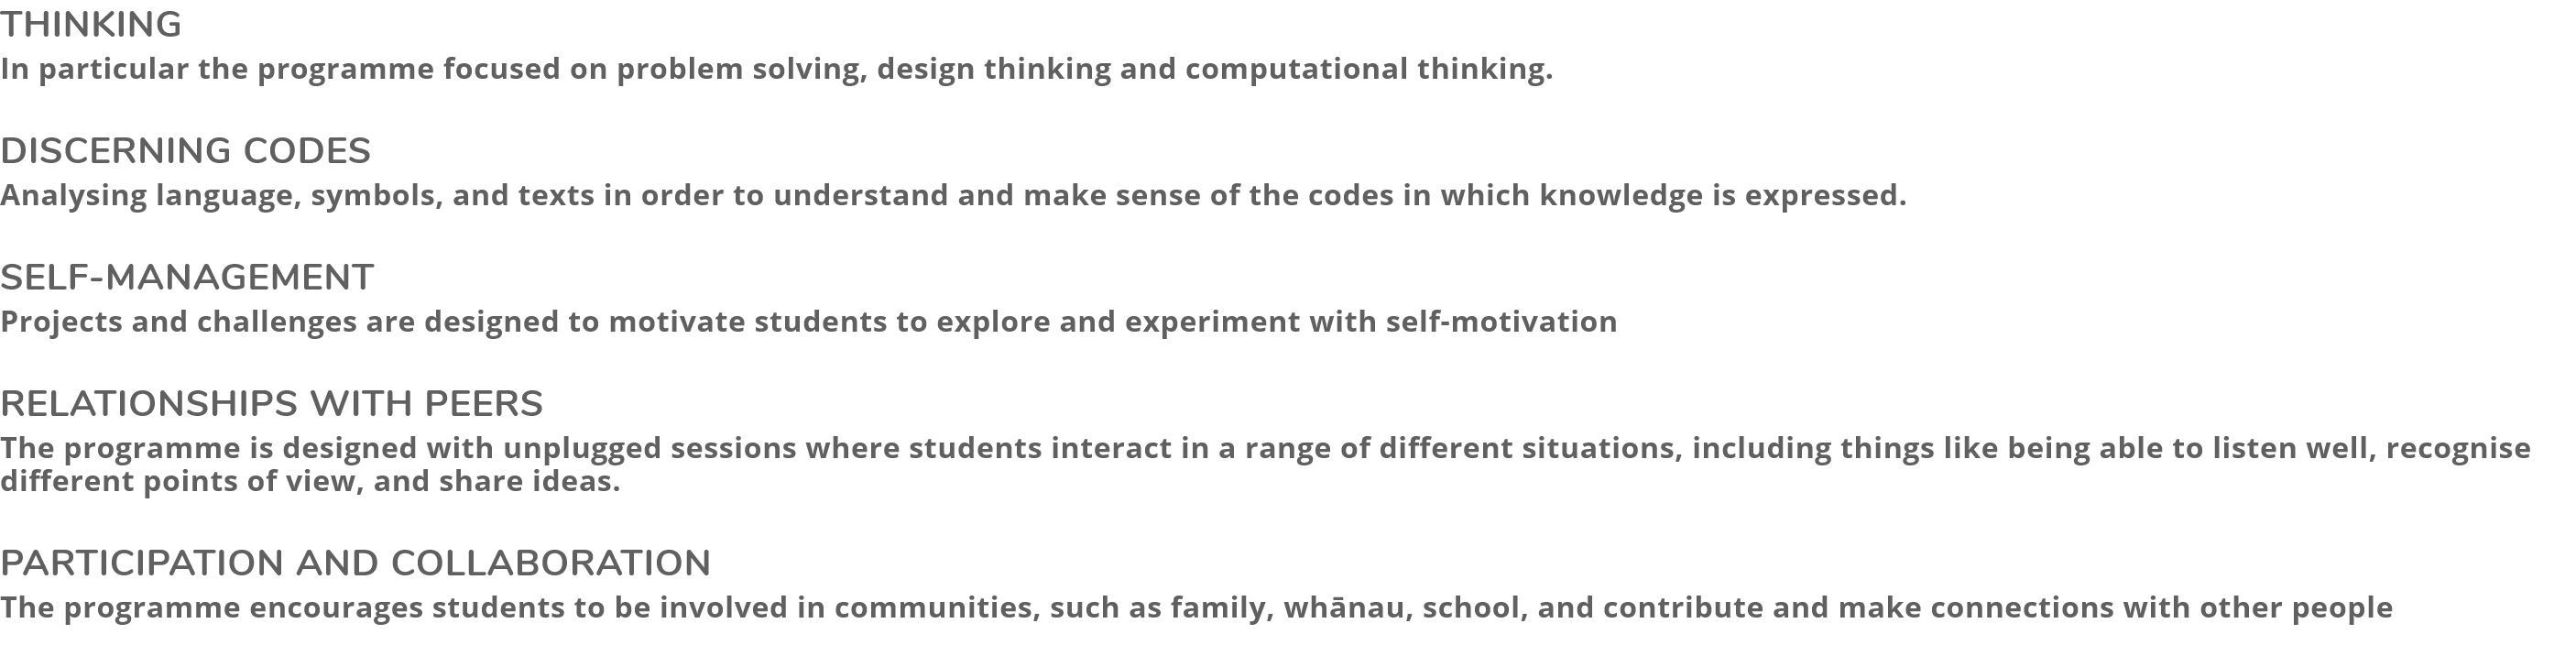 THINKING
In particular the programme focused on problem solving, design thinking and computational thinking.
DISCERNING CODES
Analysing language, symbols, and texts in order to understand and make sense of the codes in which knowledge is expressed.
SELF-MANAGEMENT
Projects and challenges are designed to motivate students to explore and experiment with self-motivation
RELATIONSHIPS WITH PEERS
The programme is designed with unplugged sessions where students interact in a range of different situations, including things like being able to listen well, recognise
different points of view, and share ideas.
PARTICIPATION AND COLLABORATION
The programme encourages students to be involved in communities, such as family, whānau, school, and contribute and make connections with other people